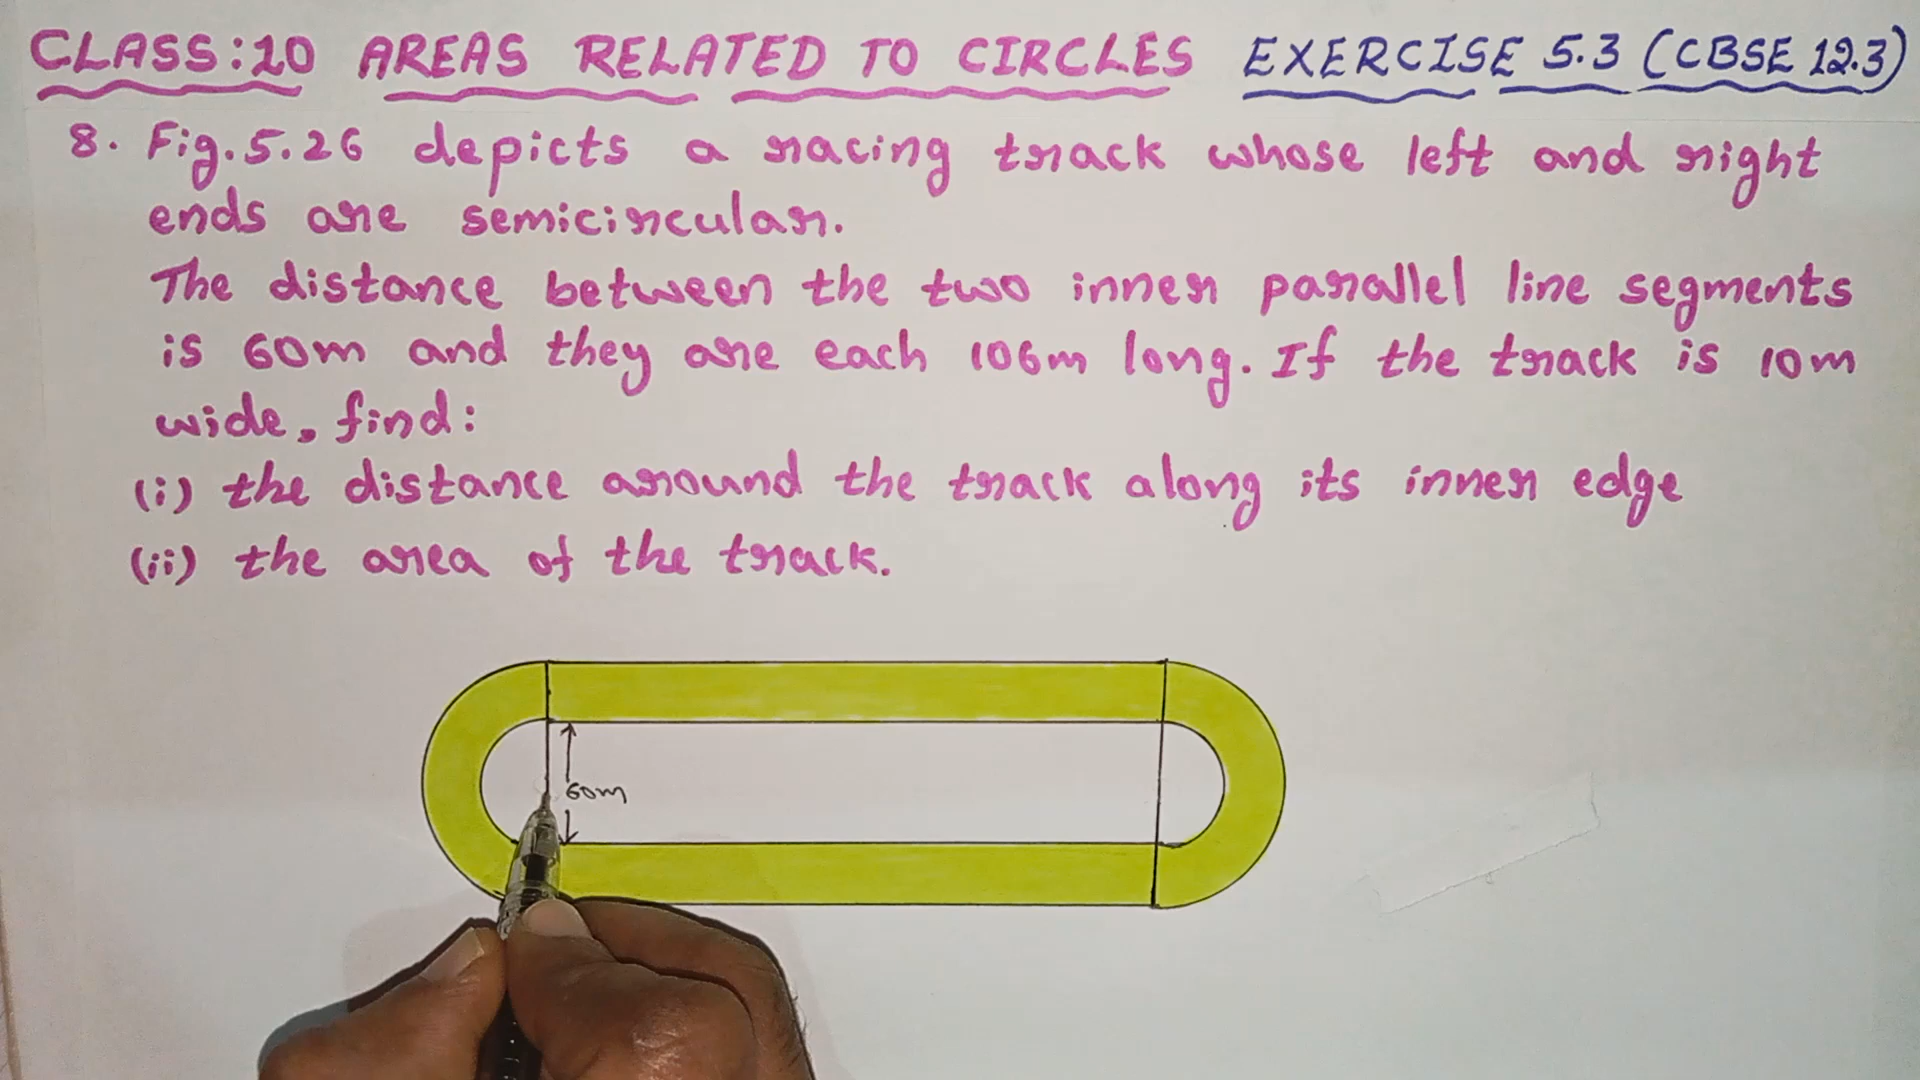 CLASS:10 AREAS RELATED TO CIRCLES EXERCISE 5.3 (CBSE 12.3)
8. Fig.5.26 depicts a racing track whose left and right
ends are semicircular.
The distance between the two inner parallel line segments
is 60m and they are each 106m long. If the track is 10m
wide, find:
(i) the distance around the track along its inner edge
(ii) the area of the track.
60m